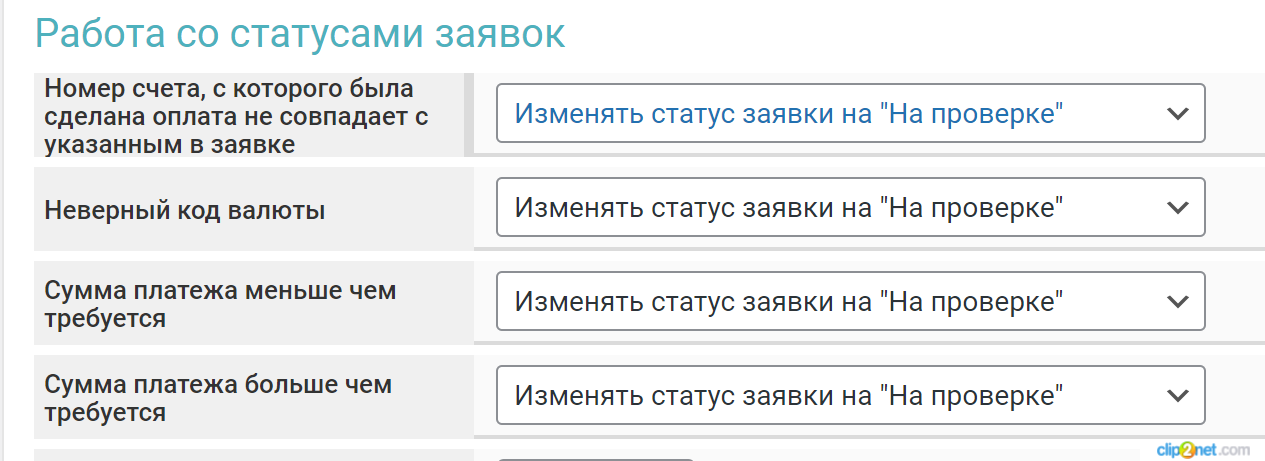 Работа со статусами заявок
Номер счета, с которого была
сделана оплата не совпадает с
указанным в заявке
Изменять статус заявки на "На проверке"
Неверный код валюты
Изменять статус заявки на "На проверке"
Сумма платежа меньше чем
требуется
Изменять статус заявки на "На проверке"
Сумма платежа больше чем
требуется
Изменять статус заявки на "На проверке"
clip2net.com